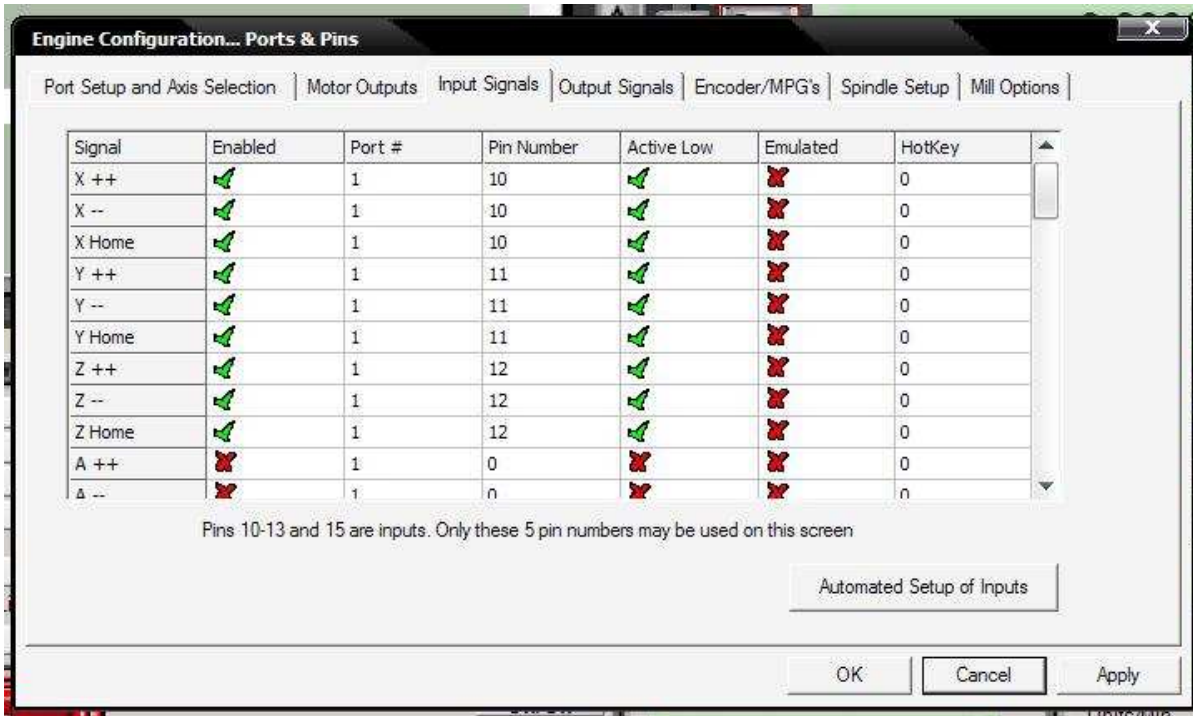 Engine Configuration... Ports & Pins
X
Port Setup and Axis Selection Motor Outputs Input Signals Output Signals Encoder/MPG's Spindle Setup Mill Options
Signal Enabled Port # Pin Number Active Low Emulated HotKey
X ++ 1 10 0
X -- 1 10 0
X Home 1 10 0
Y ++ 1 11 0
Y -- 1 11 0
Y Home 1 11 0
Z ++ 1 12 0
Z -- 1 12 0
Z Home 1 12 0
A ++ 1 0 0
A -- 1 0 0
Pins 10-13 and 15 are inputs. Only these 5 pin numbers may be used on this screen
Automated Setup of Inputs
OK Cancel Apply